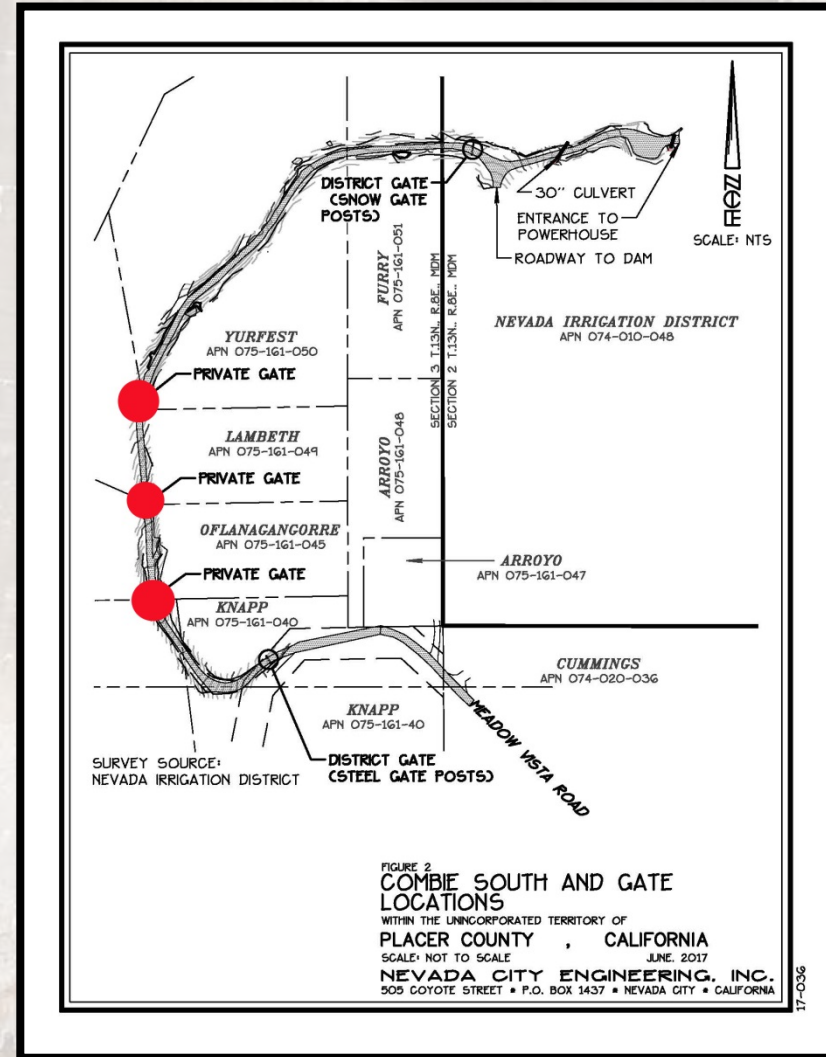 DISTRICT GATE
(SNOW GATE
POSTS)
30" CULVERT
ENTRANCE TO
POWERHOUSE
ROADWAY TO DAM
NORTH
SCALE: NTS
FURRY
APN 075-161-051
SECTION 3 T.13N., R.8E., MDM
SECTION 2 T.13N., R.8E., MDM
NEVADA IRRIGATION DISTRICT
APN 074-010-048
YURFEST
APN 075-161-050
PRIVATE GATE
LAMBETH
APN 075-161-049
ARROYO
APN 075-161-048
PRIVATE GATE
OFLANAGANGORRE
APN 075-161-045
ARROYO
APN 075-161-047
PRIVATE GATE
KNAPP
APN 075-161-040
CUMMINGS
APN 074-020-036
KNAPP
APN 075-161-40
MEADOW VISTA ROAD
SURVEY SOURCE:
NEVADA IRRIGATION DISTRICT
DISTRICT GATE
(STEEL GATE POSTS)
FIGURE 2
COMBIE SOUTH AND GATE
LOCATIONS
WITHIN THE UNINCORPORATED TERRITORY OF
PLACER COUNTY , CALIFORNIA
SCALE: NOT TO SCALE JUNE. 2017
NEVADA CITY ENGINEERING, INC.
505 COYOTE STREET * P.O. BOX 1437 * NEVADA CITY * CALIFORNIA
17-036